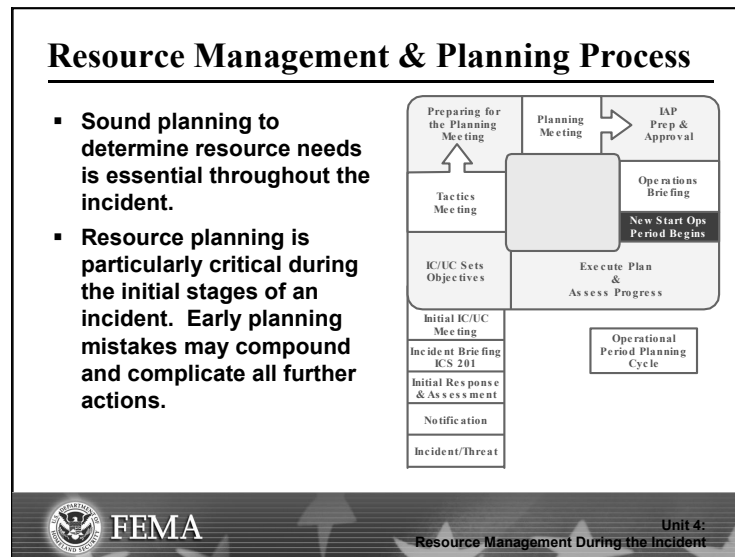 Resource Management & Planning Process
▪ Sound planning to
determine resource needs
is essential throughout the
incident.
▪ Resource planning is
particularly critical during
the initial stages of an
incident.  Early planning
mistakes may compound
and complicate all further
actions.
Preparing for
the Planning
Meeting
Planning
Meeting
IAP
Prep &
Approval
Tactics
Meeting
Operations
Briefing
New Start Ops
Period Begins
IC/UC Sets
Objectives
Execute Plan
&
Assess Progress
Initial IC/UC
Meeting
Incident Briefing
ICS 201
Initial Response
& Assessment
Notification
Incident/Threat
Operational
Period Planning
Cycle
U.S. DEPARTMENT OF
HOMELAND SECURITY
FEMA
Unit 4:
Resource Management During the Incident